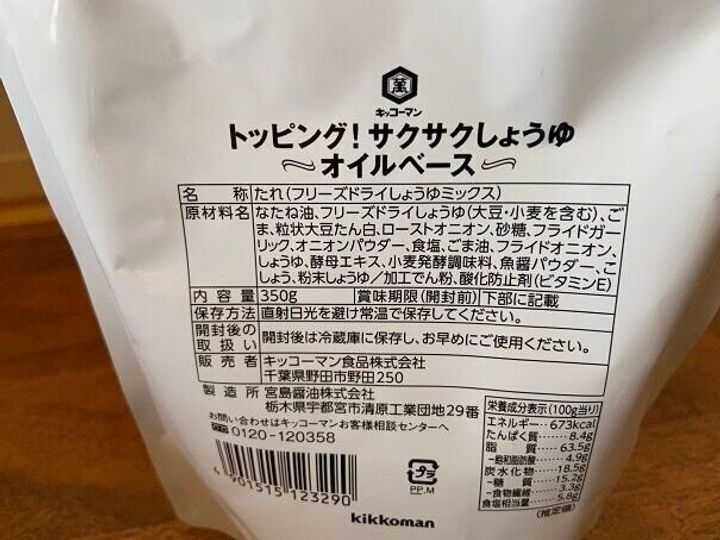 萬
キッコーマン
トッピング!サクサクしょうゆ
~オイルベース~
名 称 たれ(フリーズドライしょうゆミックス)
原材料名 なたね油、フリーズドライしょうゆ(大豆・小麦を含む)、ご
ま、粒状大豆たん白、ローストオニオン、砂糖、フライドガー
リック、オニオンパウダー、食塩、ごま油、フライドオニオン、
しょうゆ、酵母エキス、小麦発酵調味料、魚醤パウダー、こ
しょう、粉末しょうゆ/加工でん粉、酸化防止剤(ビタミンE)
内 容 量 350g 賞味期限(開封前) 下部に記載
保存方法 直射日光を避け常温で保存してください。
開封後の取扱い 開封後は冷蔵庫に保存し、お早めにご使用ください。
販 売 者 キッコーマン食品株式会社
千葉県野田市野田250
製 造 所 宮島醤油株式会社
栃木県宇都宮市清原工業団地29番
お問い合わせはキッコーマンお客様相談センターへ
0120-120358
4 901515 123290
プラ
PP,M
kikkoman
栄養成分表示(100g当り)
エネルギー…673kcal
たんぱく質……8.4g
脂 質……63.5g
-飽和脂肪酸……4.9g
炭水化物……18.5g
-糖 質……15.2g
-食物繊維……3.3g
食塩相当量……5.8g
(推定値)